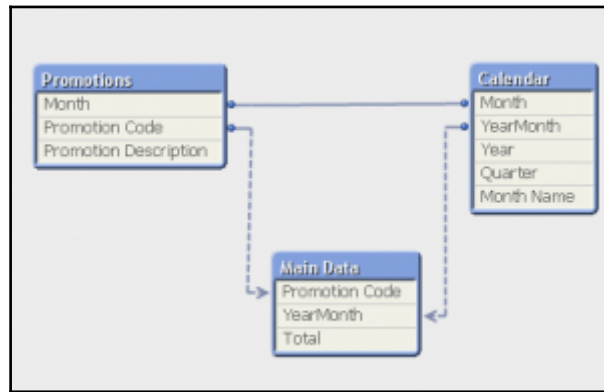 Promotions
Month
Promotion Code
Promotion Description
Calendar
Month
YearMonth
Year
Quarter
Month Name
Main Data
Promotion Code
YearMonth
Total